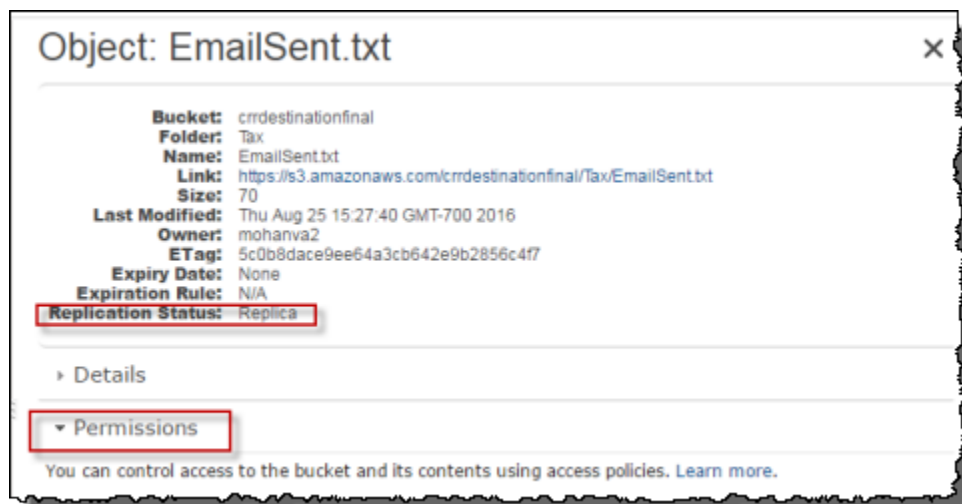 Object: EmailSent.txt
Bucket: crrdestinationfinal
Folder: Tax
Name: EmailSent.txt
Link: https://s3.amazonaws.com/crrdestinationfinal/Tax/EmailSent.txt
Size: 70
Last Modified: Thu Aug 25 15:27:40 GMT-700 2016
Owner: mohanva2
ETag: 5c0b8dace9ee64a3cb642e9b2856c4f7
Expiry Date: None
Expiration Rule: N/A
Replication Status: Replica
Details
Permissions
You can control access to the bucket and its contents using access policies. Learn more.